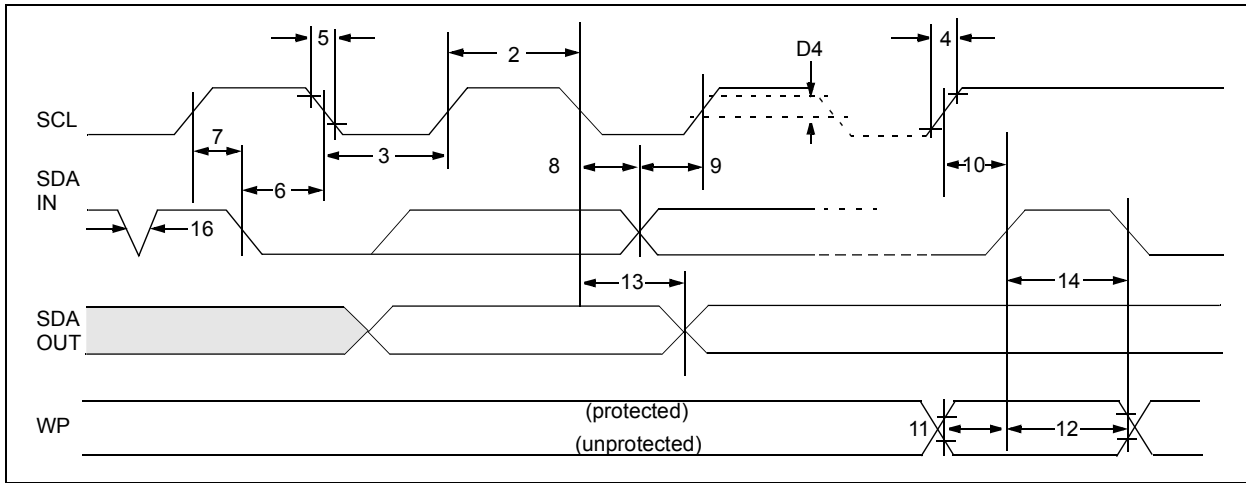 5
2
D4
4
SCL
7
3
8
9
10
6
SDA
IN
16
13
14
SDA
OUT
(protected)
WP
11
12
(unprotected)